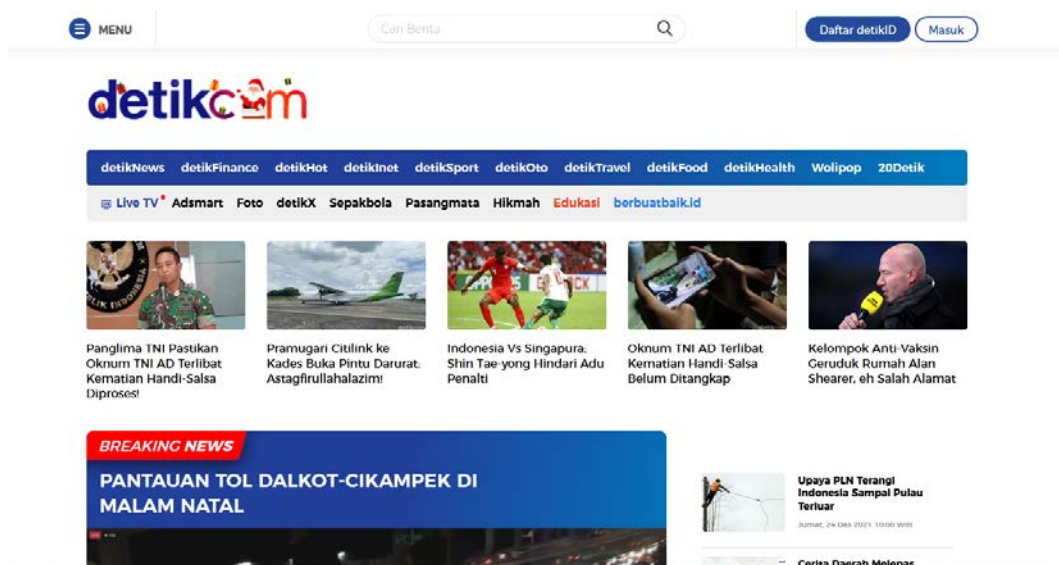 MENU
Cari Berita
Daftar detikID
Masuk
detikcom
detikNews detikFinance detikHot detikInet detikSport detikOto detikTravel detikFood detikHealth Wolipop 20Detik
Live TV Adsmart Foto detikX Sepakbola Pasangmata Hikmah Edukasi berbuatbaik.id
Panglima TNI Pastikan
Oknum TNI AD Terlibat
Kematian Handi-Salsa
Diproses!
Pramugari Citilink ke
Kades Buka Pintu Darurat:
Astagfirullahalazim!
Indonesia Vs Singapura:
Shin Tae-yong Hindari Adu
Penalti
Oknum TNI AD Terlibat
Kematian Handi-Salsa
Belum Ditangkap
Kelompok Anti-Vaksin
Geruduk Rumah Alan
Shearer, eh Salah Alamat
BREAKING NEWS
PANTAUAN TOL DALKOT-CIKAMPEK DI
MALAM NATAL
Upaya PLN Terangi
Indonesia Sampai Pulau
Terluar
Jumat, 24 Des 2021 10:00 WIB
Cerita Daerah Melepas